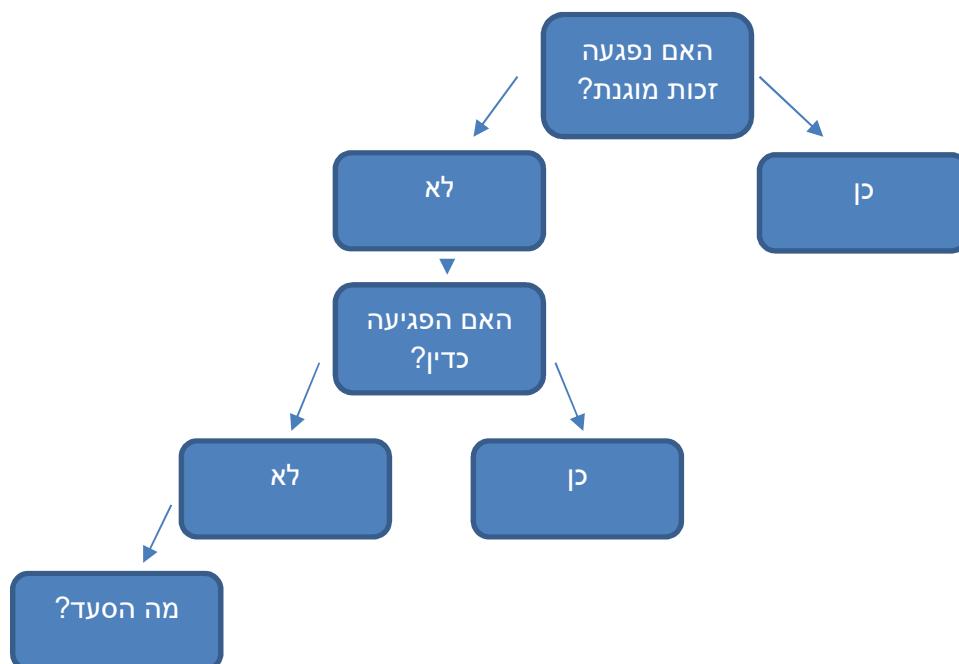 האם נפגעה
זכות מוגנת?
כן
לא
האם הפגיעה
כדין?
כן
לא
מה הסעד?